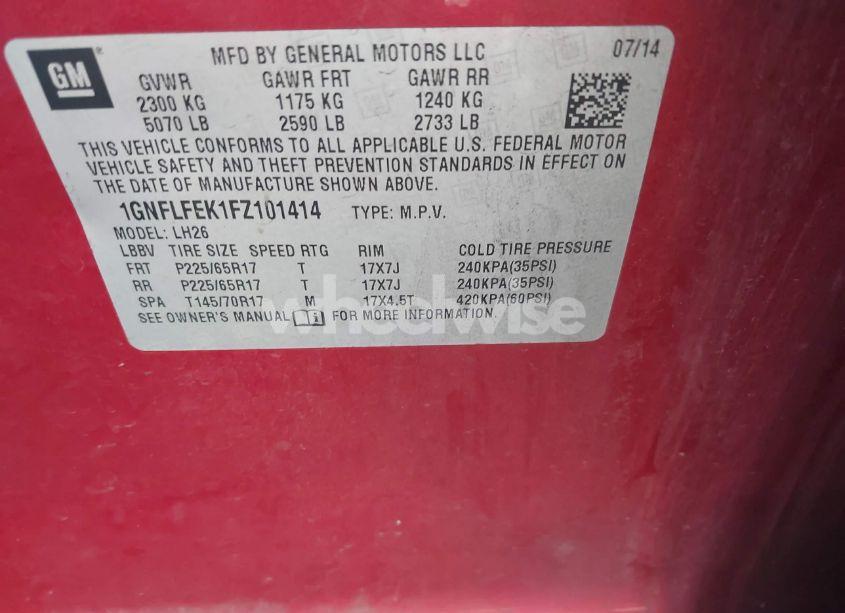 GM ® MFD BY GENERAL MOTORS LLC 07/14
GVWR GAWR FRT GAWR RR
2300 KG 1175 KG 1240 KG
5070 LB 2590 LB 2733 LB
THIS VEHICLE CONFORMS TO ALL APPLICABLE U.S. FEDERAL MOTOR
VEHICLE SAFETY AND THEFT PREVENTION STANDARDS IN EFFECT ON
THE DATE OF MANUFACTURE SHOWN ABOVE.
1GNFLFEK1FZ101414 TYPE: M.P.V.
MODEL: LH26
LBBV TIRE SIZE SPEED RTG RIM COLD TIRE PRESSURE
FRT P225/65R17 T 17X7J 240KPA(35PSI)
RR P225/65R17 T 17X7J 240KPA(35PSI)
SPA T145/70R17 M 17X4.5T 420KPA(60PSI)
SEE OWNER'S MANUAL FOR MORE INFORMATION.
wheelwise